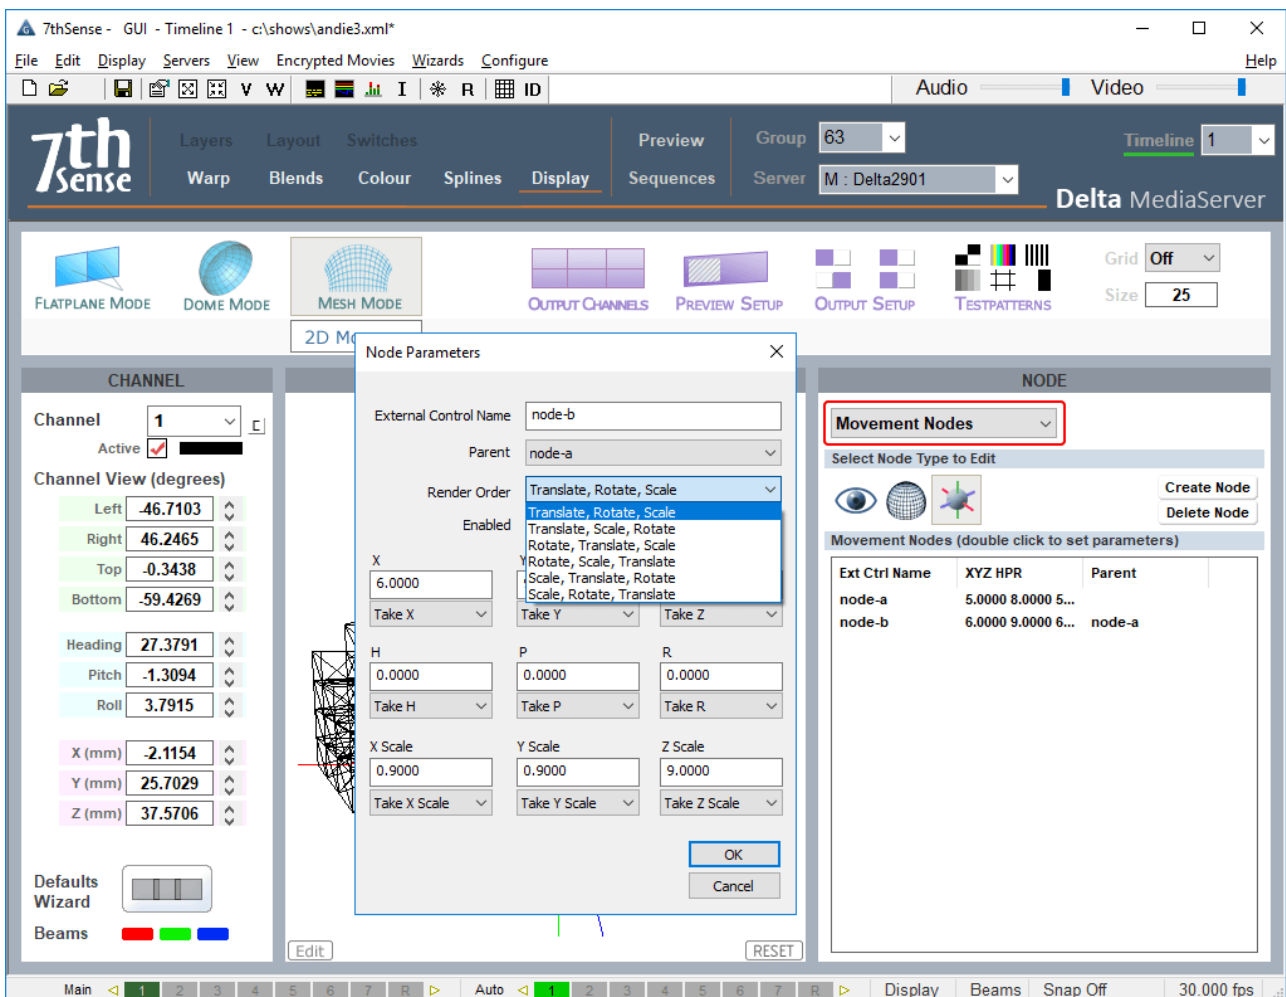 7thSense - GUI - Timeline 1 - c:\shows\andie3.xml*
File Edit Display Servers View Encrypted Movies Wizards Configure Help
V W I R ID Audio Video
7th Sense
Layers Layout Switches Preview Group 63 Timeline 1
Warp Blends Colour Splines Display Sequences Server M : Delta2901
Delta MediaServer
FLATPLANE MODE DOME MODE MESH MODE OUTPUT CHANNELS PREVIEW SETUP OUTPUT SETUP TESTPATTERNS
Grid Off
Size 25
2D Mo
CHANNEL
Channel 1
Active
Channel View (degrees)
Left -46.7103
Right 46.2465
Top -0.3438
Bottom -59.4269
Heading 27.3791
Pitch -1.3094
Roll 3.7915
X (mm) -2.1154
Y (mm) 25.7029
Z (mm) 37.5706
Defaults
Wizard
Beams
Node Parameters
External Control Name node-b
Parent node-a
Render Order Translate, Rotate, Scale
Translate, Rotate, Scale
Enabled Translate, Scale, Rotate
Rotate, Translate, Scale
Rotate, Scale, Translate
Scale, Translate, Rotate
Scale, Rotate, Translate
X Y
6.0000
Take X Take Y Take Z
H P R
0.0000 0.0000 0.0000
Take H Take P Take R
X Scale Y Scale Z Scale
0.9000 0.9000 9.0000
Take X Scale Take Y Scale Take Z Scale
OK
Cancel
Edit RESET
NODE
Movement Nodes
Select Node Type to Edit
Create Node
Delete Node
Movement Nodes (double click to set parameters)
Ext Ctrl Name XYZ HPR Parent
node-a 5.0000 8.0000 5...
node-b 6.0000 9.0000 6... node-a
Main 1 2 3 4 5 6 7 R Auto 1 2 3 4 5 6 7 R Display Beams Snap Off 30.000 fps